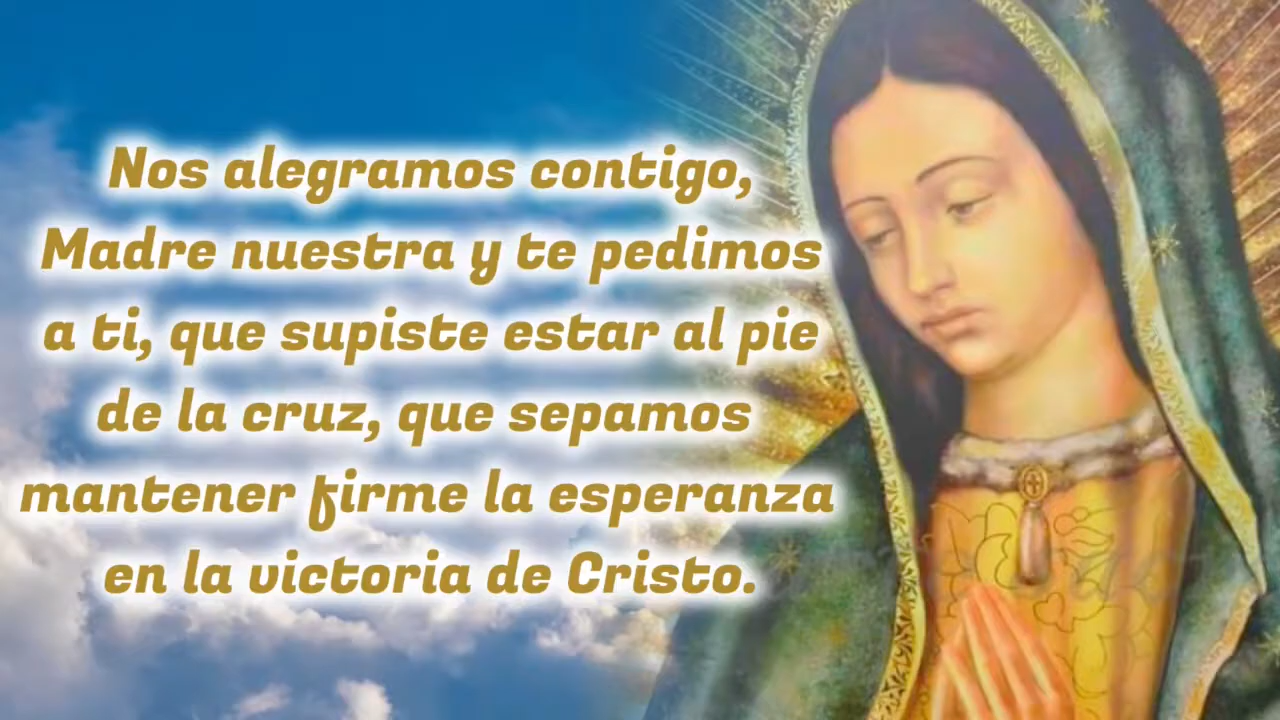 Nos alegramos contigo,
Madre nuestra y te pedimos
a ti, que supiste estar al pie
de la cruz, que sepamos
mantener firme la esperanza
en la victoria de Cristo.